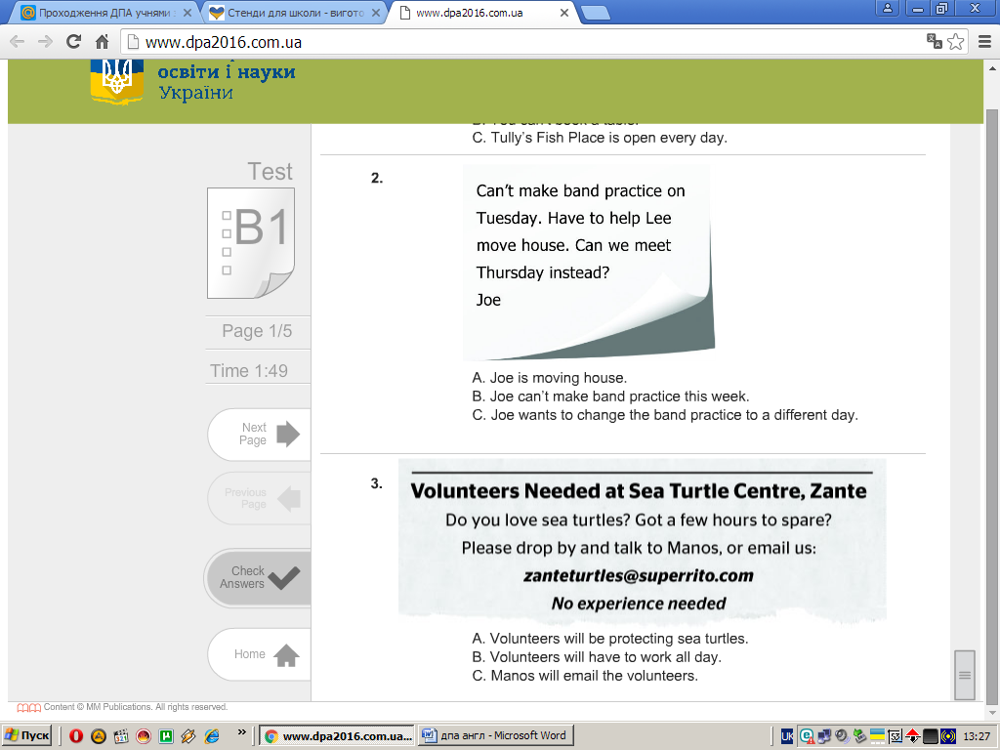 Проходження ДПА учнями з
Стенди для школи - вигото
www.dpa2016.com.ua
www.dpa2016.com.ua
освіти і науки
України
B. You can't book a table.
C. Tully's Fish Place is open every day.
Test
B1
Page 1/5
Time 1:49
Next
Page
Previous
Page
Check
Answers
Home
2.
Can't make band practice on
Tuesday. Have to help Lee
move house. Can we meet
Thursday instead?
Joe
A. Joe is moving house.
B. Joe can't make band practice this week.
C. Joe wants to change the band practice to a different day.
3.
Volunteers Needed at Sea Turtle Centre, Zante
Do you love sea turtles? Got a few hours to spare?
Please drop by and talk to Manos, or email us:
zanteturtles@superrito.com
No experience needed
A. Volunteers will be protecting sea turtles.
B. Volunteers will have to work all day.
C. Manos will email the volunteers.
Content © MM Publications. All rights reserved.
Пуск
»
www.dpa2016.com.ua...
дпа англ - Microsoft Word
UK
13:27